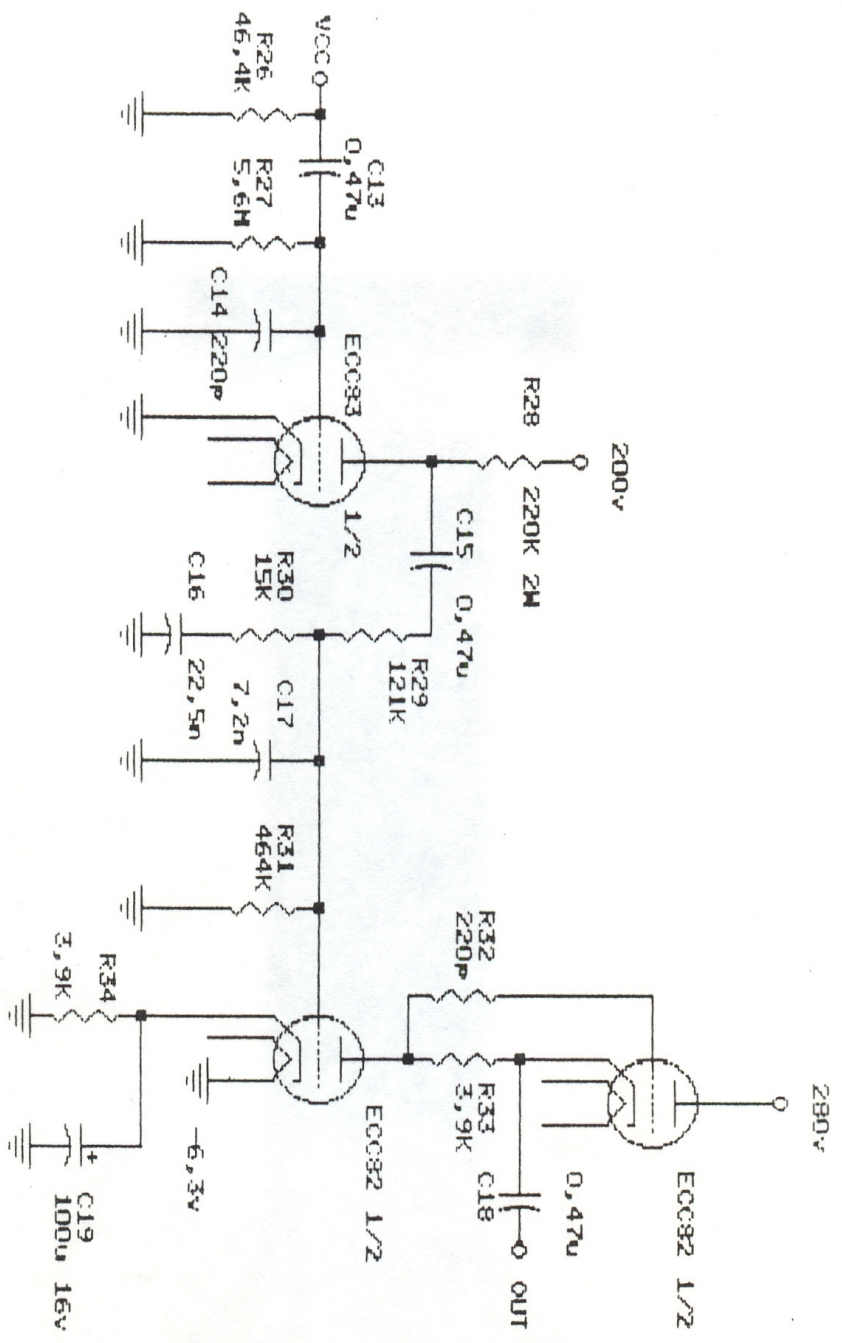 VCC
R26
46,4K
C13
0,47u
R27
5,6M
C14 220p
ECC83
1/2
R28
220K 2W
200v
C15 0,47u
R29
121K
R30
15K
C16
22,5n
C17
7,2n
R31
464K
R32
220p
R33
3,9K
R34
3,9K
C19
100u 16v
+
-6,3v
ECC82 1/2
C18
0,47u
OUT
ECC82 1/2
280v